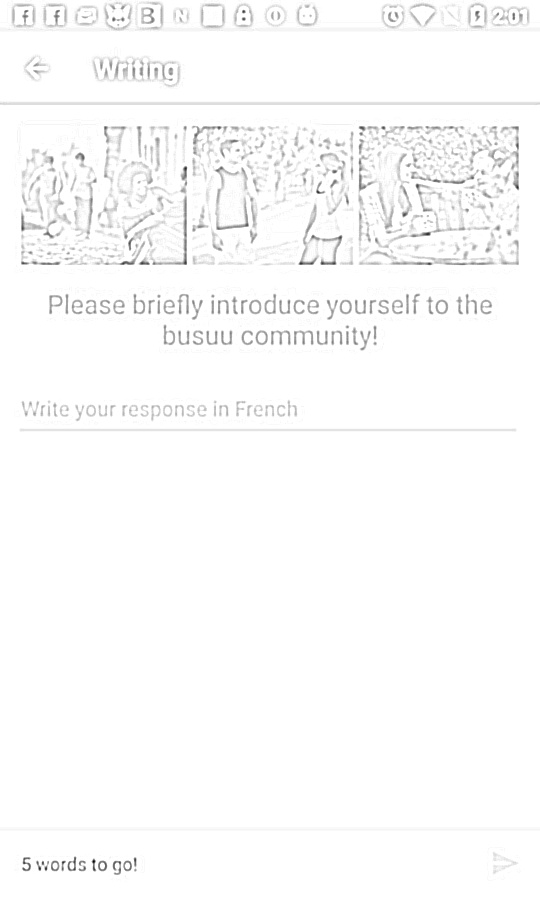 2:01
Writing
Please briefly introduce yourself to the
busuu community!
Write your response in French
5 words to go!